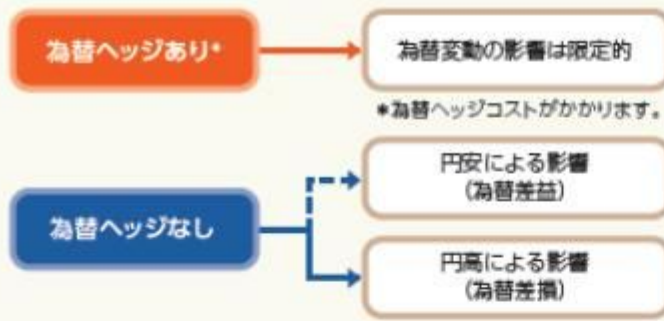 為替ヘッジあり*
為替変動の影響は限定的
*為替ヘッジコストがかかります。
円安による影響
(為替差益)
為替ヘッジなし
円高による影響
(為替差損)